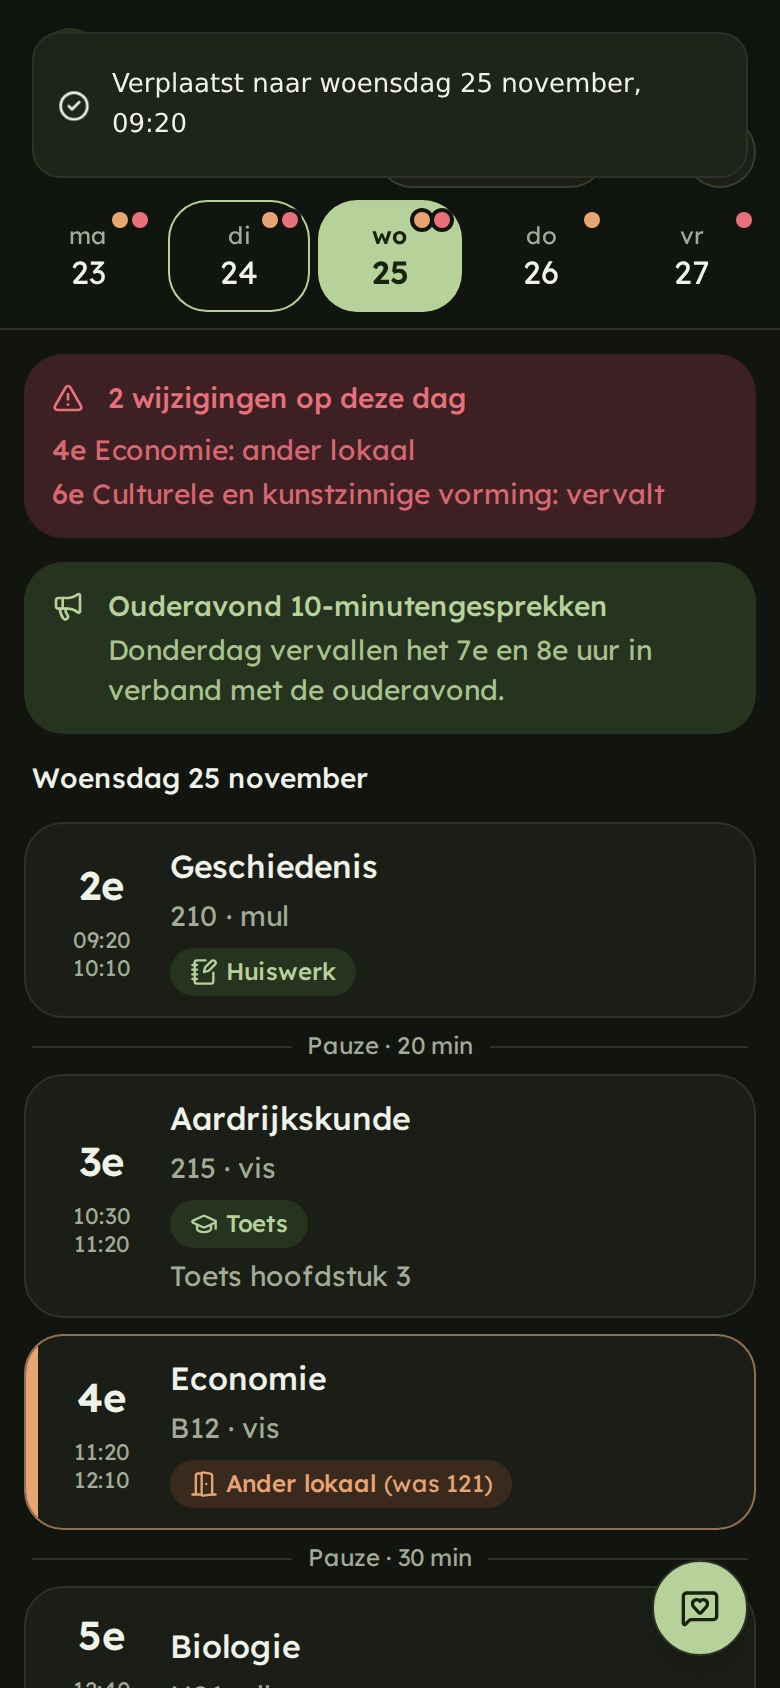 Verplaatst naar woensdag 25 november,
09:20
ma
23
di
24
wo
25
do
26
vr
27
2 wijzigingen op deze dag
4e Economie: ander lokaal
6e Culturele en kunstzinnige vorming: vervalt
Ouderavond 10-minutengesprekken
Donderdag vervallen het 7e en 8e uur in
verband met de ouderavond.
Woensdag 25 november
2e
09:20
10:10
Geschiedenis
210 · mul
Huiswerk
Pauze · 20 min
3e
10:30
11:20
Aardrijkskunde
215 · vis
Toets
Toets hoofdstuk 3
4e
11:20
12:10
Economie
B12 · vis
Ander lokaal (was 121)
Pauze · 30 min
5e
Biologie